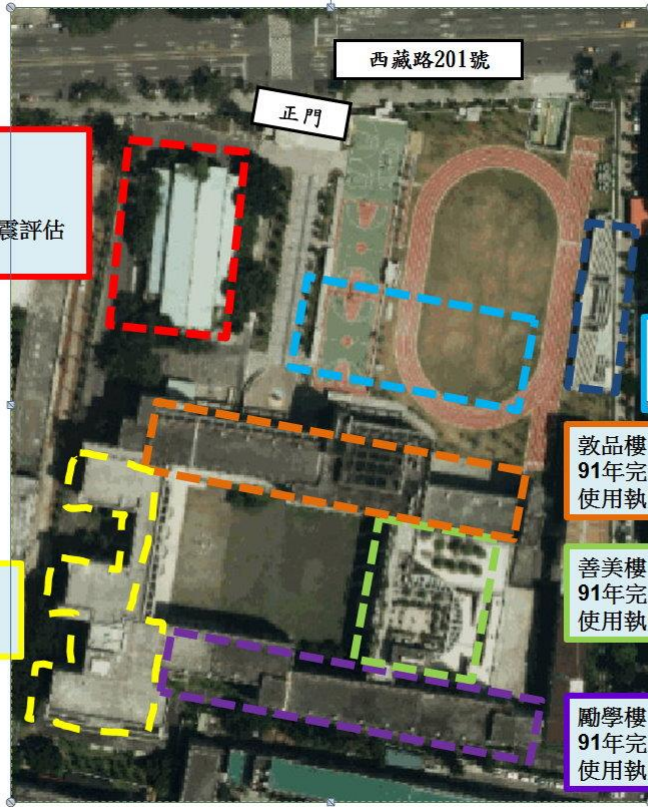 西藏路201號
正門
震評估
敦品樓
91年完
使用執
善美樓
91年完
使用執
勵學樓
91年完
使用執